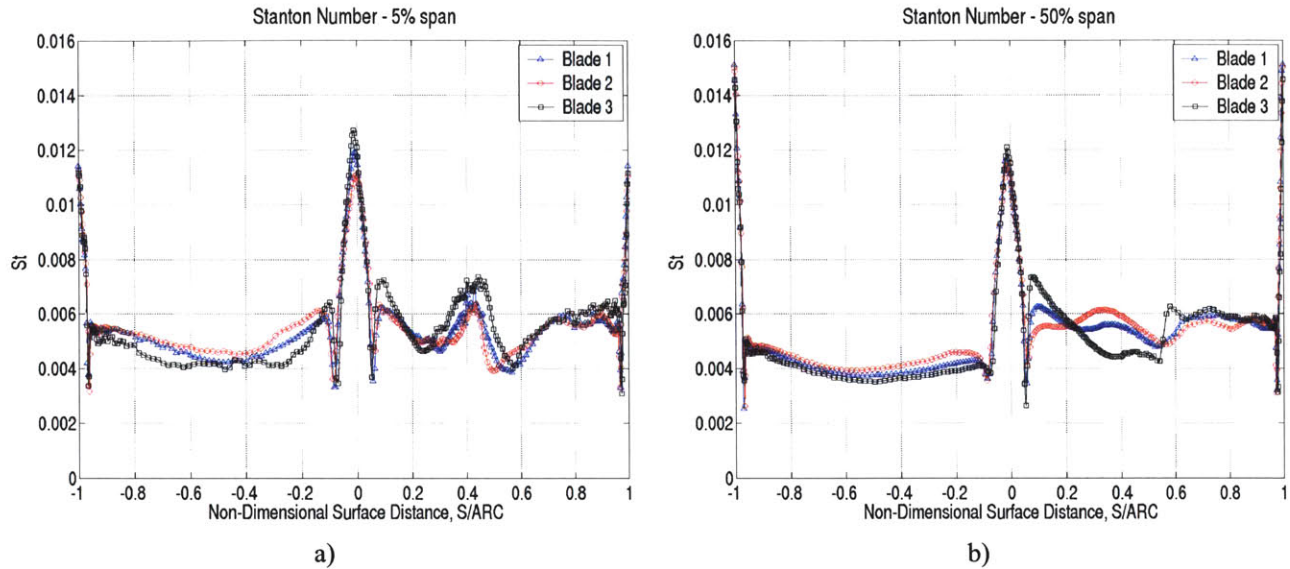 Stanton Number - 5% span
0.016
0.014
0.012
0.01
0.008
0.006
0.004
0.002
0
St
Blade 1
Blade 2
Blade 3
-1 -0.8 -0.6 -0.4 -0.2 0 0.2 0.4 0.6 0.8 1
Non-Dimensional Surface Distance, S/ARC
a)
Stanton Number - 50% span
0.016
0.014
0.012
0.01
0.008
0.006
0.004
0.002
0
St
Blade 1
Blade 2
Blade 3
-1 -0.8 -0.6 -0.4 -0.2 0 0.2 0.4 0.6 0.8 1
Non-Dimensional Surface Distance, S/ARC
b)